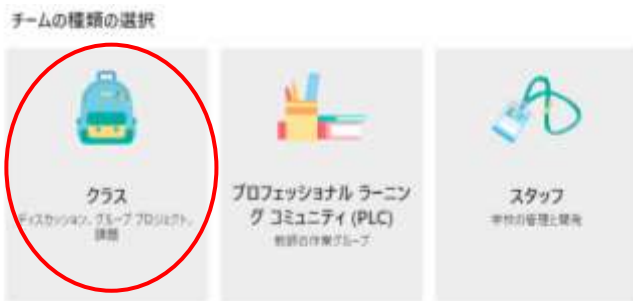 チームの種類の選択
クラス
ディスカッション、グループ プロジェクト、
課題
プロフェッショナル ラーニン
グ コミュニティ (PLC)
教師の作業グループ
スタッフ
学校の管理と開発